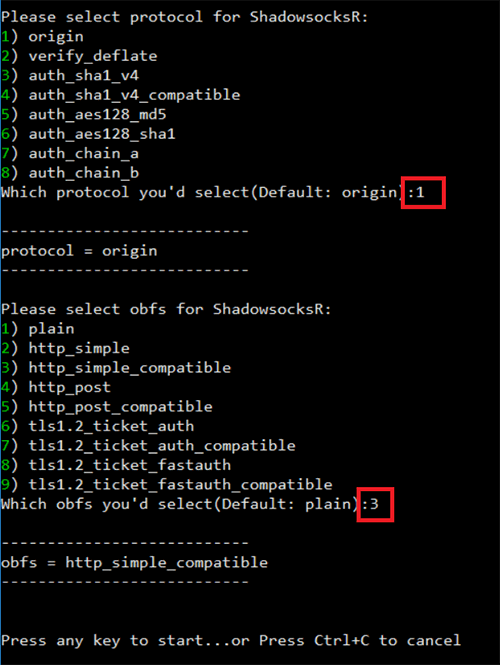 Please select protocol for ShadowsocksR:
1) origin
2) verify_deflate
3) auth_sha1_v4
4) auth_sha1_v4_compatible
5) auth_aes128_md5
6) auth_aes128_sha1
7) auth_chain_a
8) auth_chain_b
Which protocol you'd select(Default: origin):1
---------------------------
protocol = origin
---------------------------
Please select obfs for ShadowsocksR:
1) plain
2) http_simple
3) http_simple_compatible
4) http_post
5) http_post_compatible
6) tls1.2_ticket_auth
7) tls1.2_ticket_auth_compatible
8) tls1.2_ticket_fastauth
9) tls1.2_ticket_fastauth_compatible
Which obfs you'd select(Default: plain):3
---------------------------
obfs = http_simple_compatible
---------------------------
Press any key to start...or Press Ctrl+C to cancel